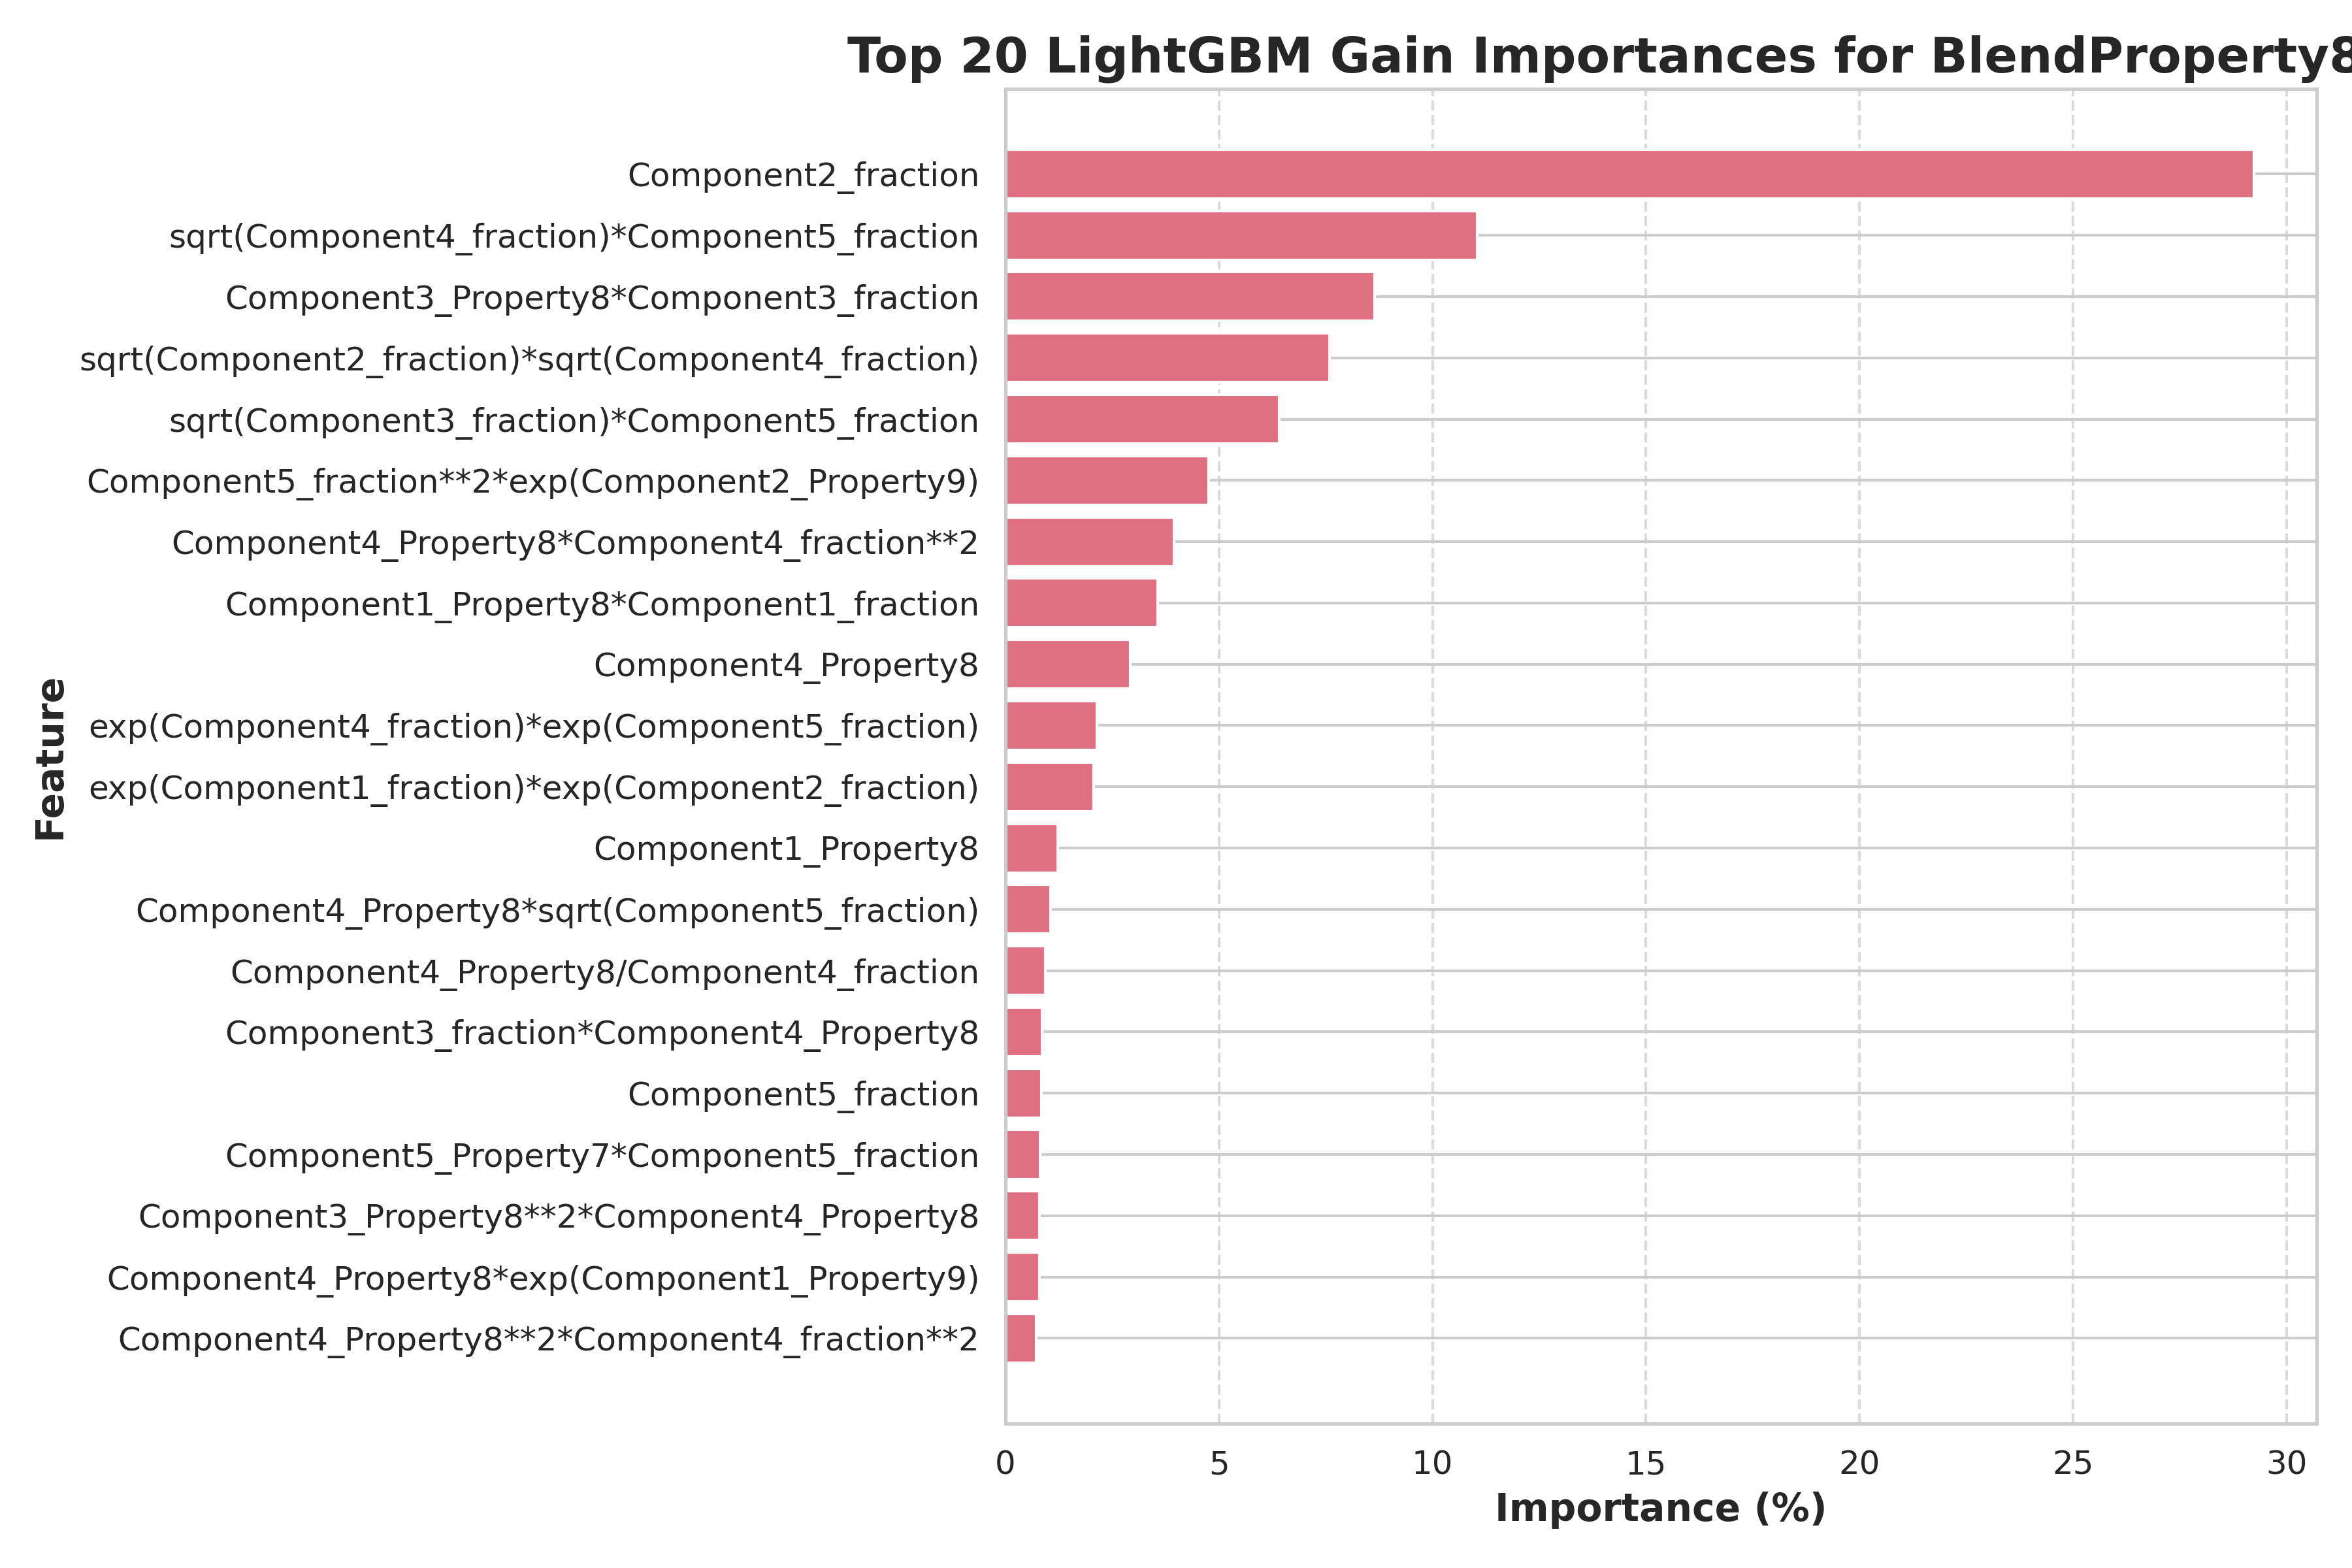 Top 20 LightGBM Gain Importances for BlendProperty8
Component2_fraction
sqrt(Component4_fraction)*Component5_fraction
Component3_Property8*Component3_fraction
sqrt(Component2_fraction)*sqrt(Component4_fraction)
sqrt(Component3_fraction)*Component5_fraction
Component5_fraction**2*exp(Component2_Property9)
Component4_Property8*Component4_fraction**2
Component1_Property8*Component1_fraction
Component4_Property8
exp(Component4_fraction)*exp(Component5_fraction)
exp(Component1_fraction)*exp(Component2_fraction)
Component1_Property8
Component4_Property8*sqrt(Component5_fraction)
Component4_Property8/Component4_fraction
Component3_fraction*Component4_Property8
Component5_fraction
Component5_Property7*Component5_fraction
Component3_Property8**2*Component4_Property8
Component4_Property8*exp(Component1_Property9)
Component4_Property8**2*Component4_fraction**2
Feature
0 5 10 15 20 25 30
Importance (%)